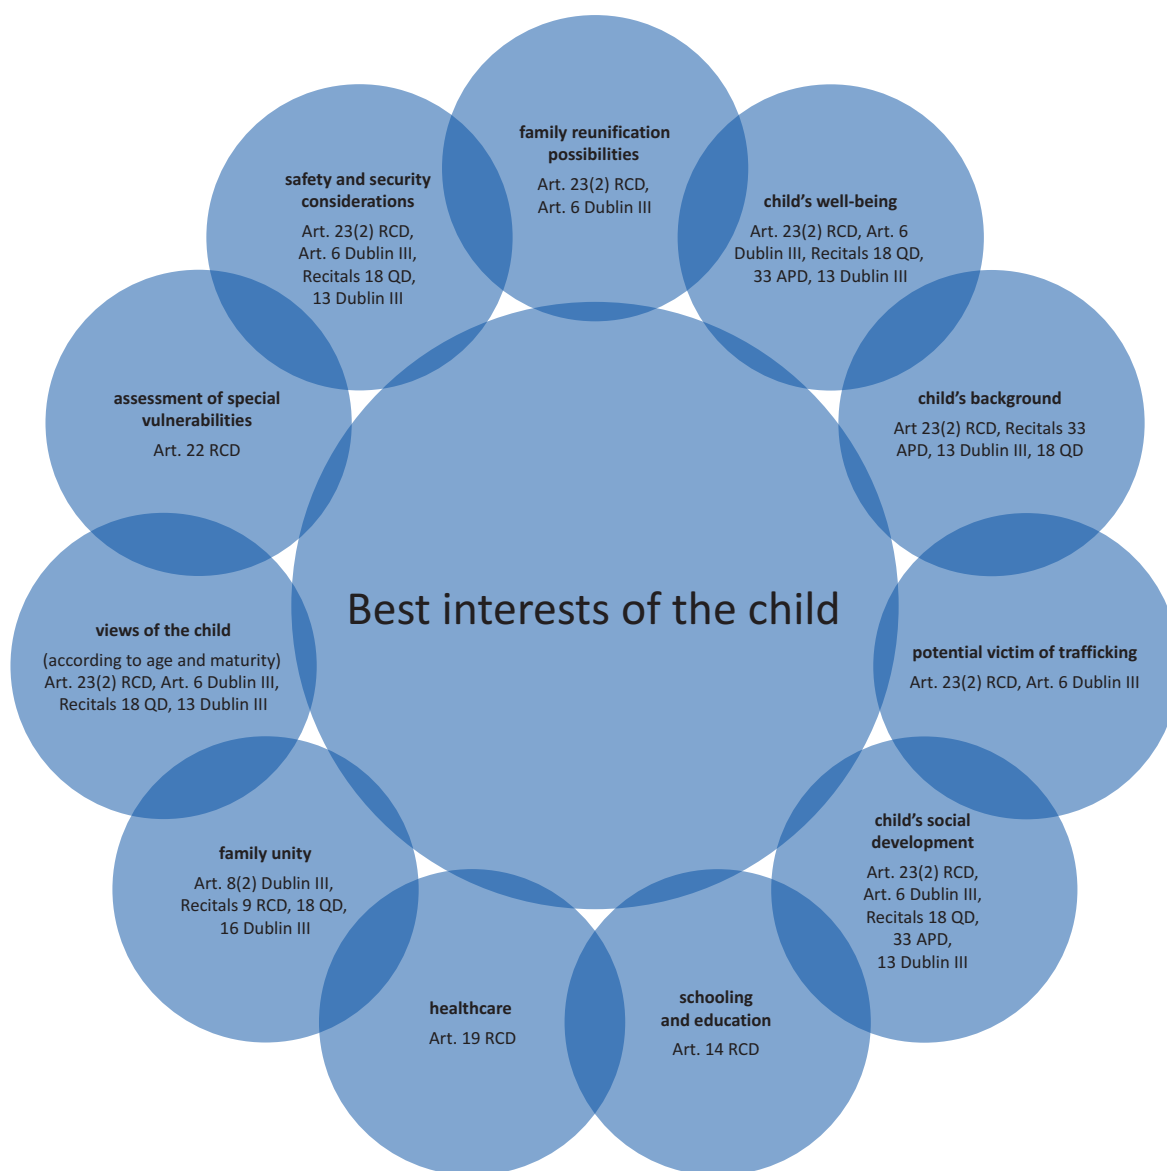 family reunification
possibilities
Art. 23(2) RCD,
Art. 6 Dublin III
child’s well-being
Art. 23(2) RCD, Art. 6
Dublin III, Recitals 18 QD,
33 APD, 13 Dublin III
child’s background
Art 23(2) RCD, Recitals 33
APD, 13 Dublin III, 18 QD
potential victim of trafficking
Art. 23(2) RCD, Art. 6 Dublin III
child’s social
development
Art. 23(2) RCD,
Art. 6 Dublin III,
Recitals 18 QD,
33 APD,
13 Dublin III
schooling
and education
Art. 14 RCD
healthcare
Art. 19 RCD
family unity
Art. 8(2) Dublin III,
Recitals 9 RCD, 18 QD,
16 Dublin III
views of the child
(according to age and maturity)
Art. 23(2) RCD, Art. 6 Dublin III,
Recitals 18 QD, 13 Dublin III
assessment of special
vulnerabilities
Art. 22 RCD
safety and security
considerations
Art. 23(2) RCD,
Art. 6 Dublin III,
Recitals 18 QD,
13 Dublin III
Best interests of the child